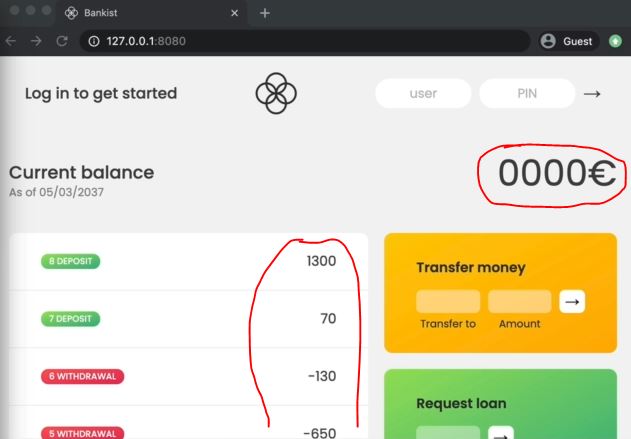 Bankist
127.0.0.1:8080
Guest
Log in to get started
user
PIN
→
Current balance
As of 05/03/2037
0000€
8 DEPOSIT
1300
7 DEPOSIT
70
6 WITHDRAWAL
-130
5 WITHDRAWAL
-650
Transfer money
→
Transfer to
Amount
Request loan
→